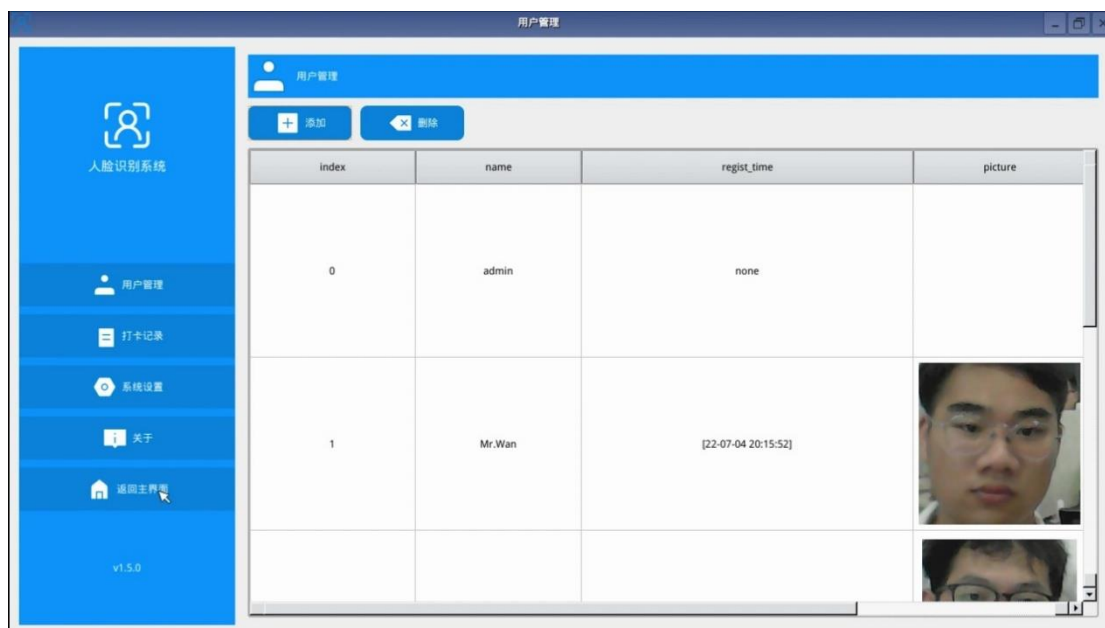 用户管理
人脸识别系统
用户管理
打卡记录
系统设置
关于
返回主界面
v1.5.0
用户管理
添加 删除
index name regist_time picture
0 admin none
1 Mr.Wan [22-07-04 20:15:52]